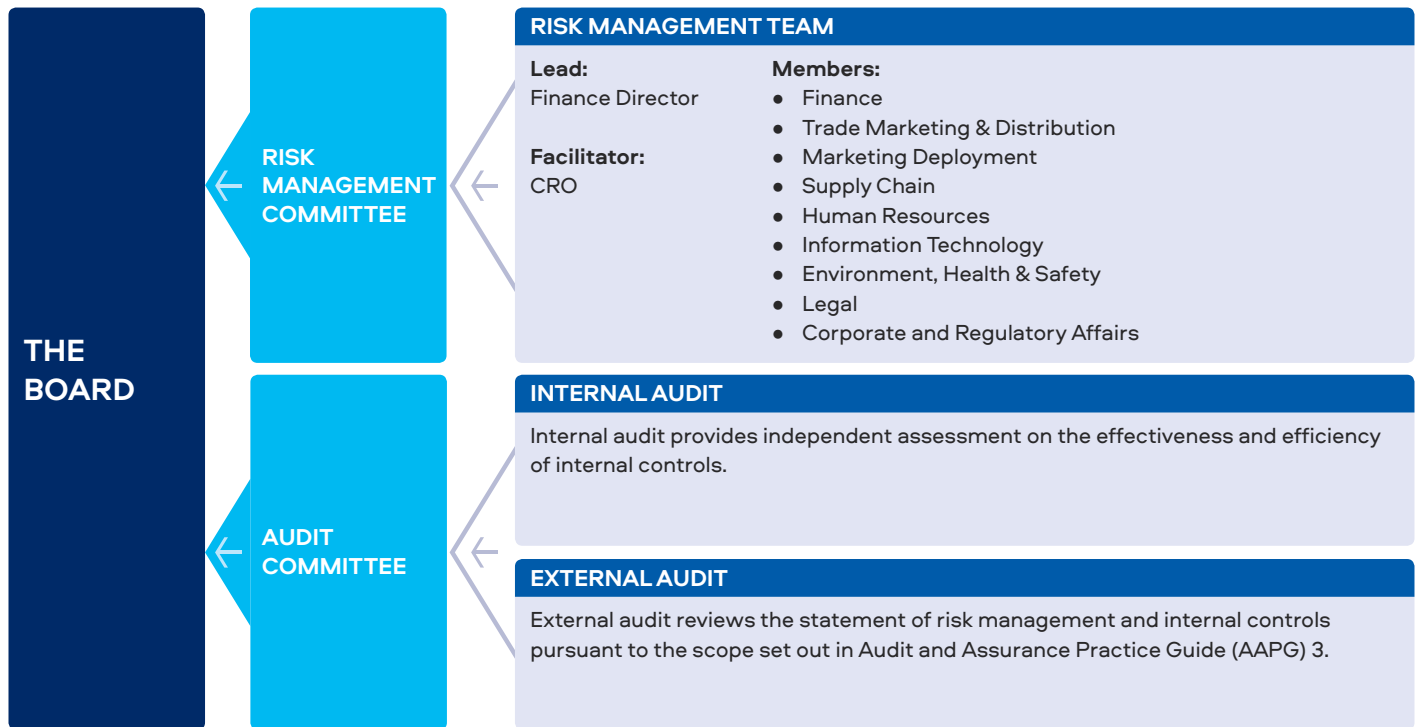 THE
BOARD
RISK
MANAGEMENT
COMMITTEE
RISK MANAGEMENT TEAM
Lead:
Finance Director
Facilitator:
CRO
Members:
● Finance
● Trade Marketing & Distribution
● Marketing Deployment
● Supply Chain
● Human Resources
● Information Technology
● Environment, Health & Safety
● Legal
● Corporate and Regulatory Affairs
AUDIT
COMMITTEE
INTERNAL AUDIT
Internal audit provides independent assessment on the effectiveness and efficiency
of internal controls.
EXTERNAL AUDIT
External audit reviews the statement of risk management and internal controls
pursuant to the scope set out in Audit and Assurance Practice Guide (AAPG) 3.